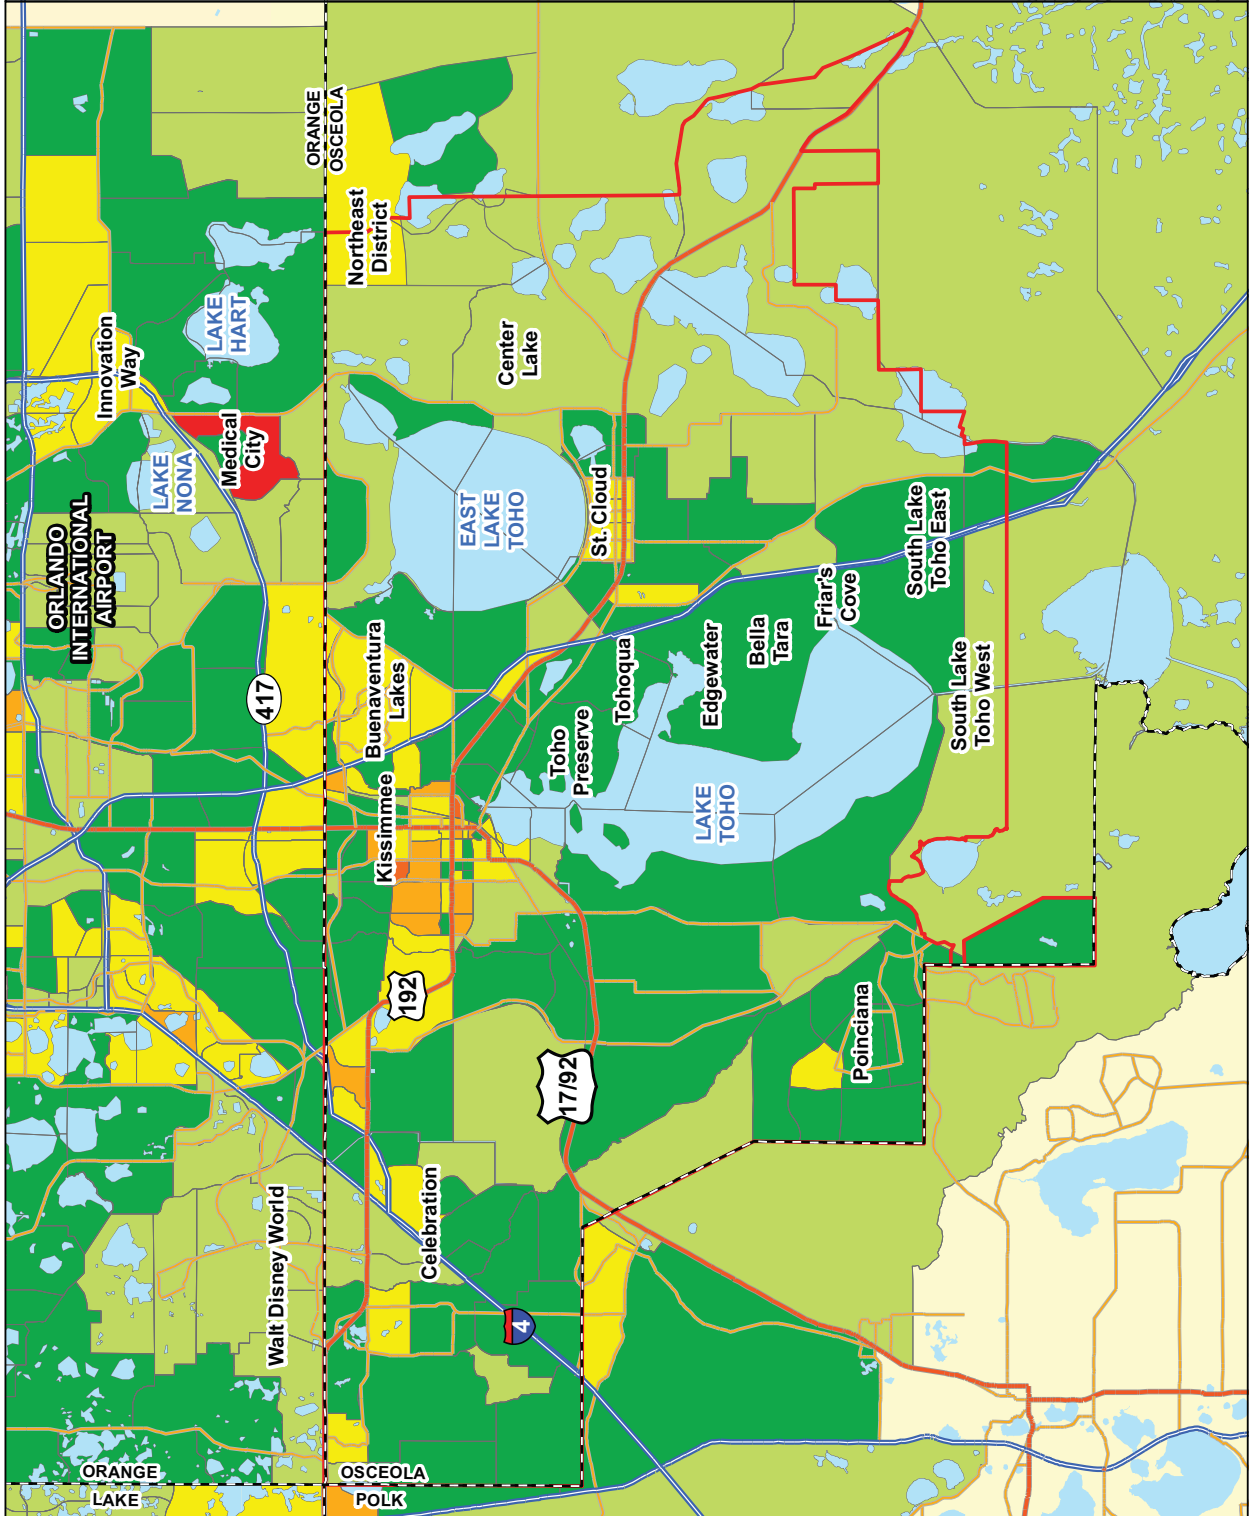 ORLANDO
INTERNATIONAL
AIRPORT
Innovation
Way
LAKE
HART
LAKE
NONA
Medical
City
ORANGE
OSCEOLA
Northeast
District
Center
Lake
EAST
LAKE
TOHO
St. Cloud
417
Buenaventura
Lakes
Kissimmee
192
Toho
Preserve
Tohoqua
Edgewater
Bella
Tara
Friar's
Cove
South Lake
Toho East
South Lake
Toho West
LAKE
TOHO
17/92
Poinciana
Walt Disney World
Celebration
4
ORANGE
LAKE
OSCEOLA
POLK